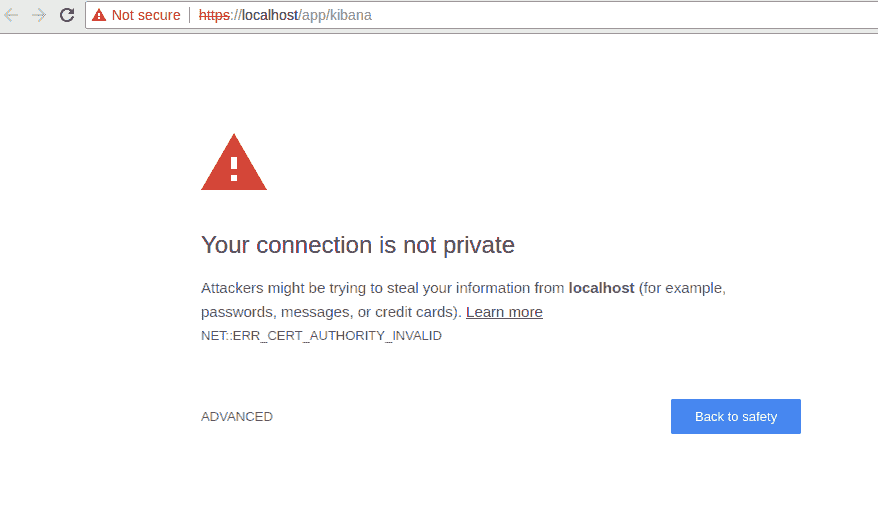 Not secure | https://localhost/app/kibana
Your connection is not private
Attackers might be trying to steal your information from localhost (for example,
passwords, messages, or credit cards). Learn more
NET::ERR_CERT_AUTHORITY_INVALID
ADVANCED
Back to safety